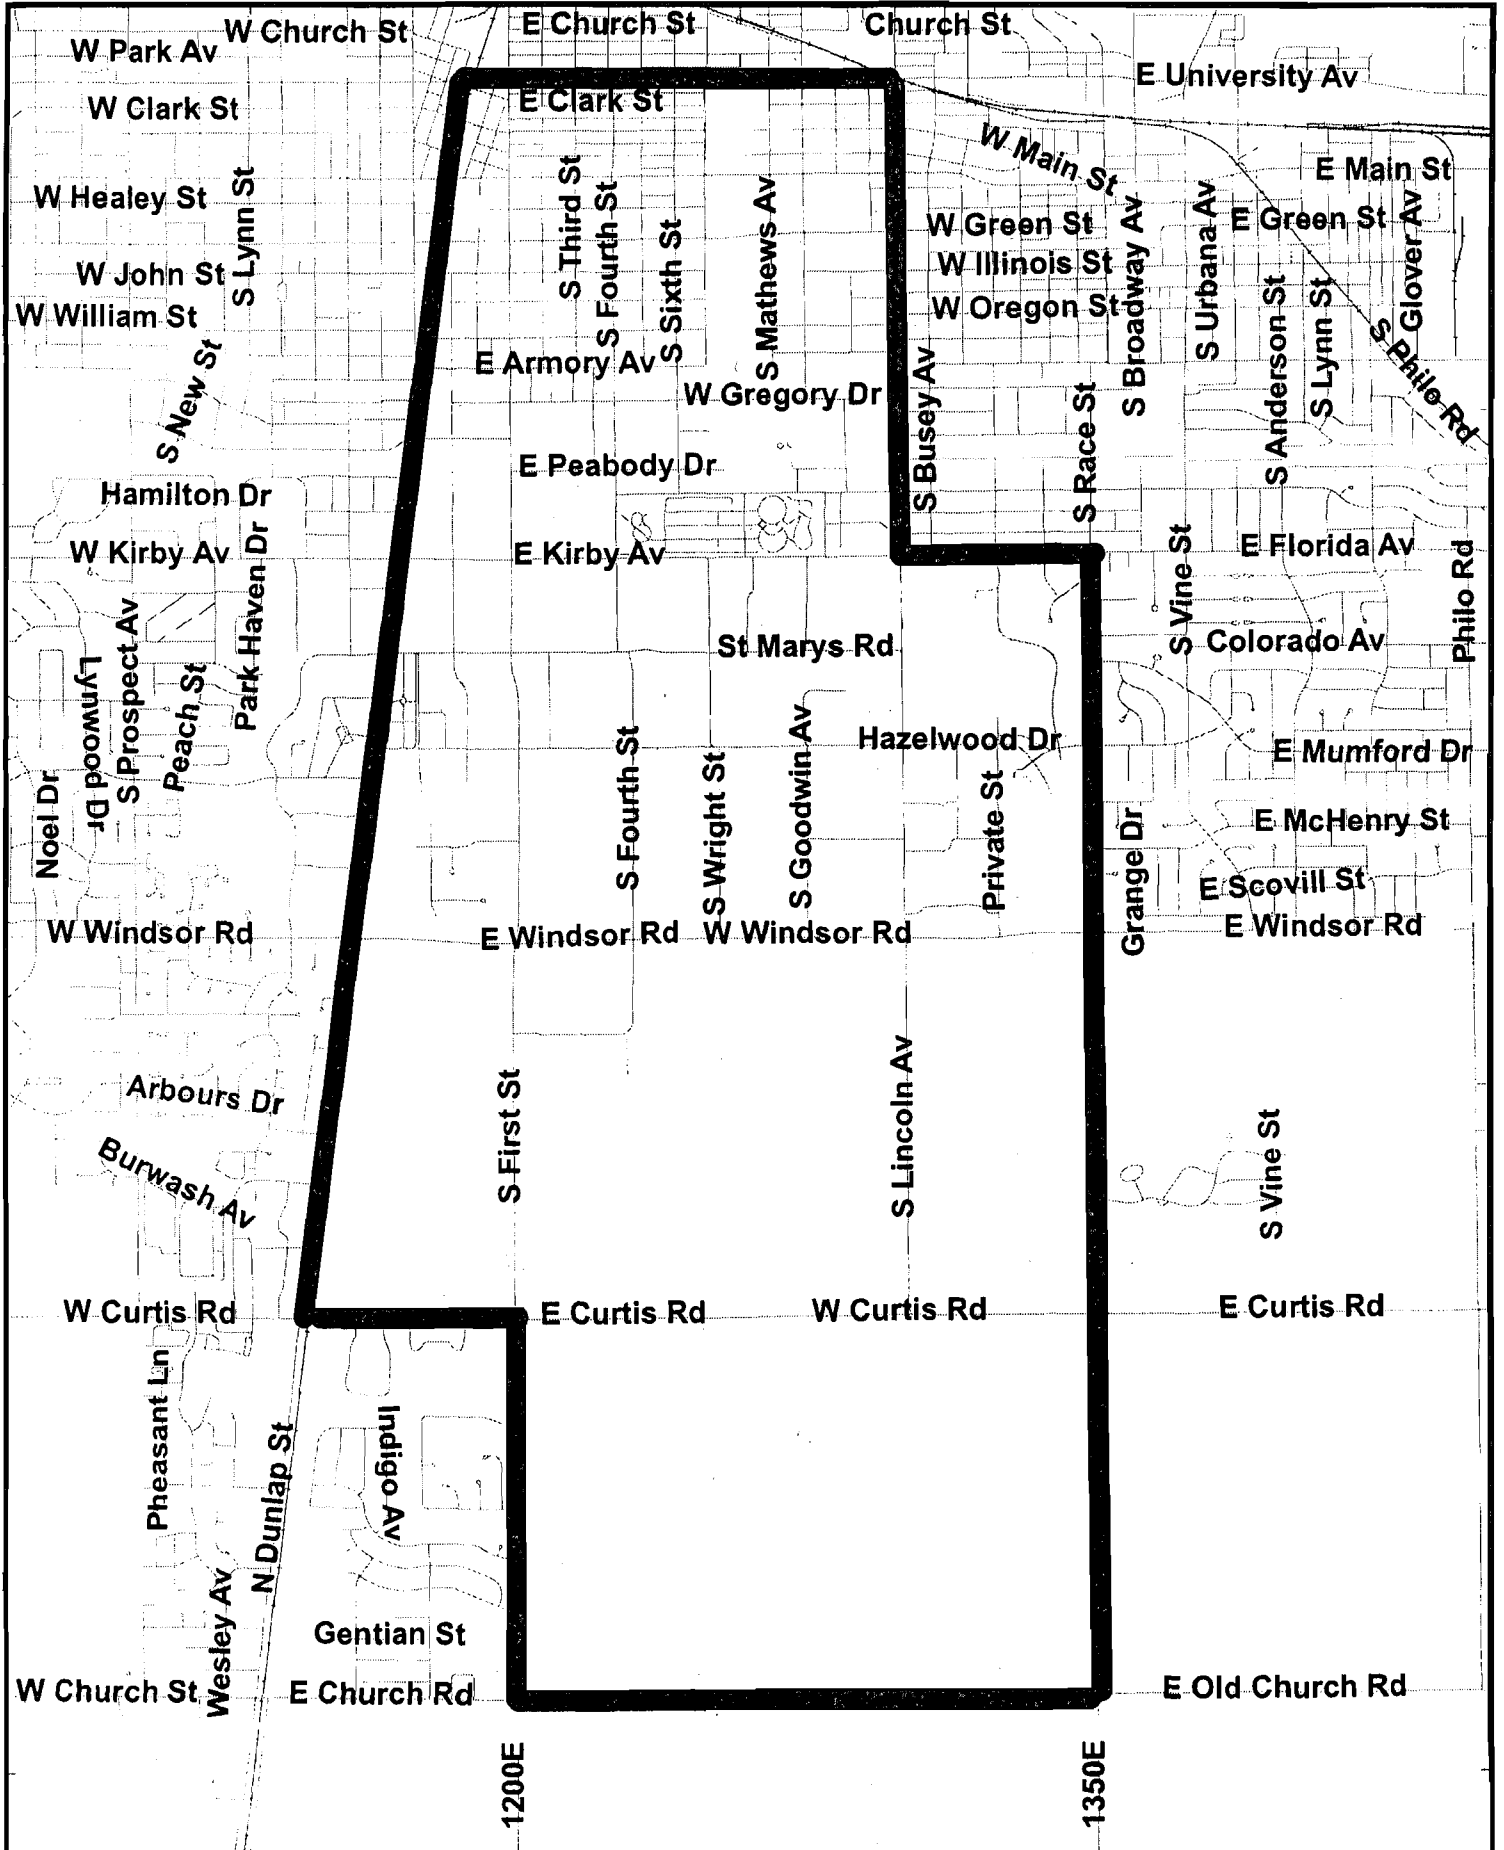 W Church St
E Church St
Church St
W Park Av
E University Av
W Clark St
E Clark St
W Main St
E Main St
W Healey St
S Lynn St
S Third St
S Fourth St
S Sixth St
S Mathews Av
W Green St
S Broadway Av
S Urbana Av
E Green St
Glover Av
W John St
W Illinois St
W William St
W Oregon St
S Anderson St
S Lynn St
S Philo Rd
S New St
E Armory Av
W Gregory Dr
S Busey Av
S Race St
E Peabody Dr
Hamilton Dr
W Kirby Av
Park Haven Dr
E Kirby Av
S Vine St
E Florida Av
Philo Rd
Lynwood Dr
S Prospect Av
Peach St
St Marys Rd
Colorado Av
Noel Dr
S Fourth St
S Wright St
S Goodwin Av
Hazelwood Dr
Private St
E Mumford Dr
Grange Dr
E McHenry St
E Scovill St
W Windsor Rd
E Windsor Rd
W Windsor Rd
E Windsor Rd
Arbours Dr
Burwash Av
S First St
S Lincoln Av
S Vine St
W Curtis Rd
E Curtis Rd
W Curtis Rd
E Curtis Rd
Pheasant Ln
N Dunlap St
Indigo Av
Wesley Av
Gentian St
W Church St
E Church Rd
E Old Church Rd
1200E
1350E